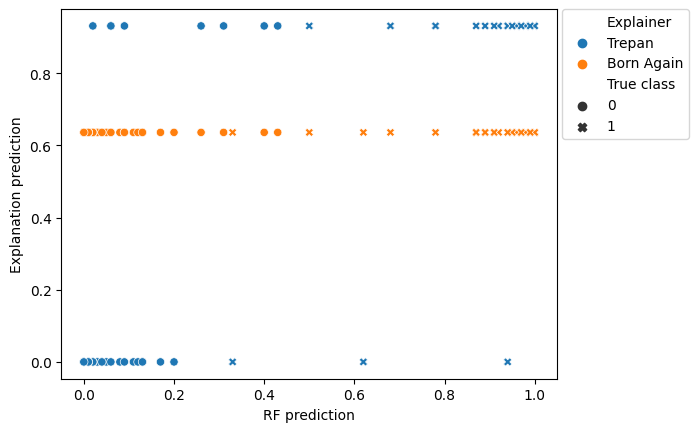 Explainer
Trepan
Born Again
True class
0
1
Explanation prediction
0.8
0.6
0.4
0.2
0.0
0.0 0.2 0.4 0.6 0.8 1.0
RF prediction